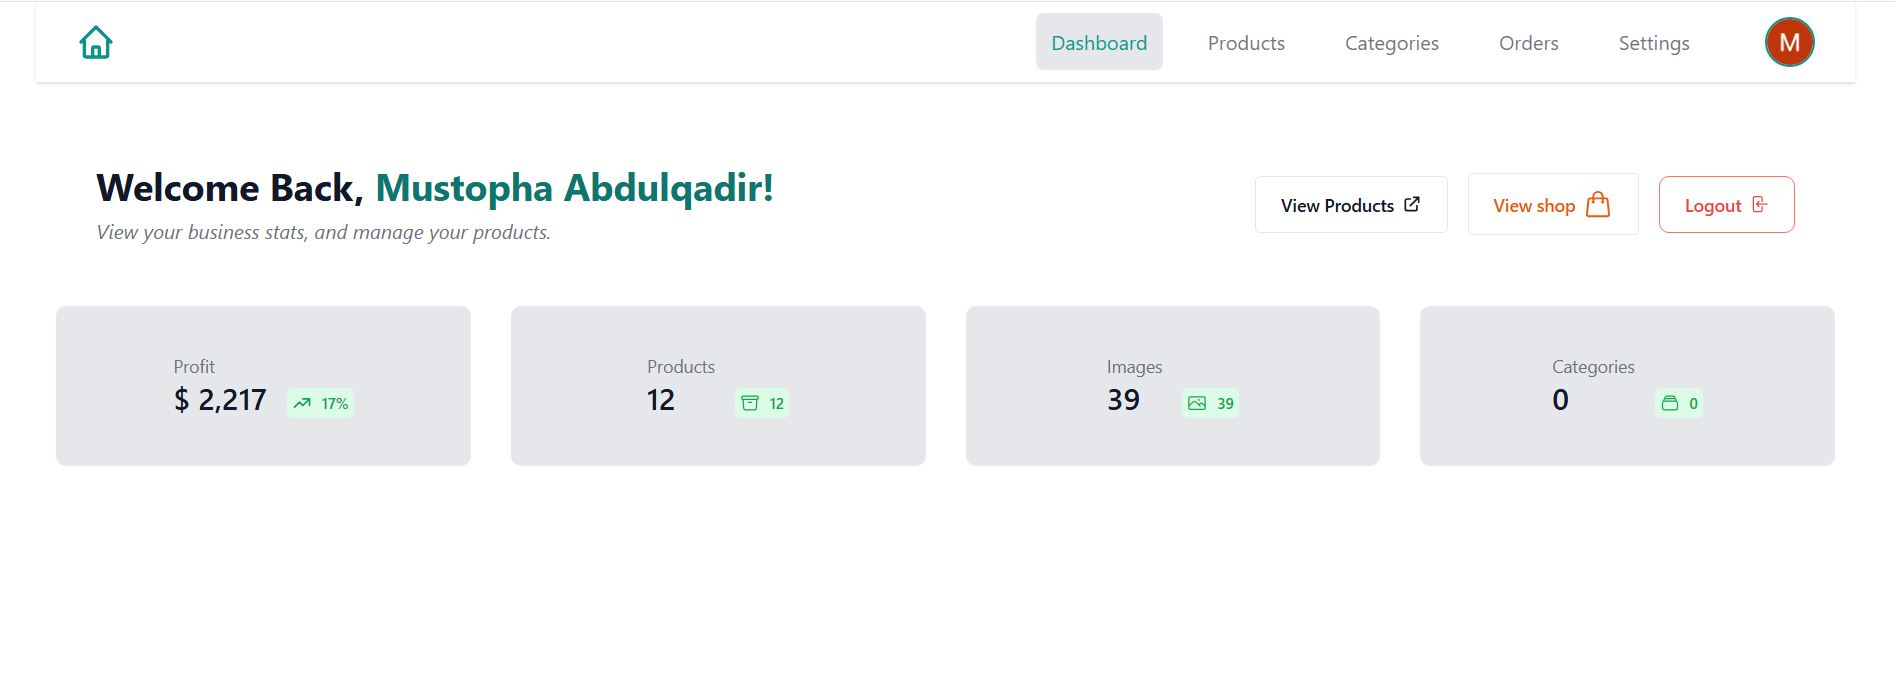 Dashboard Products Categories Orders Settings M
Welcome Back, Mustopha Abdulqadir!
View your business stats, and manage your products.
View Products View shop Logout
Profit
$ 2,217 17%
Products
12 12
Images
39 39
Categories
0 0